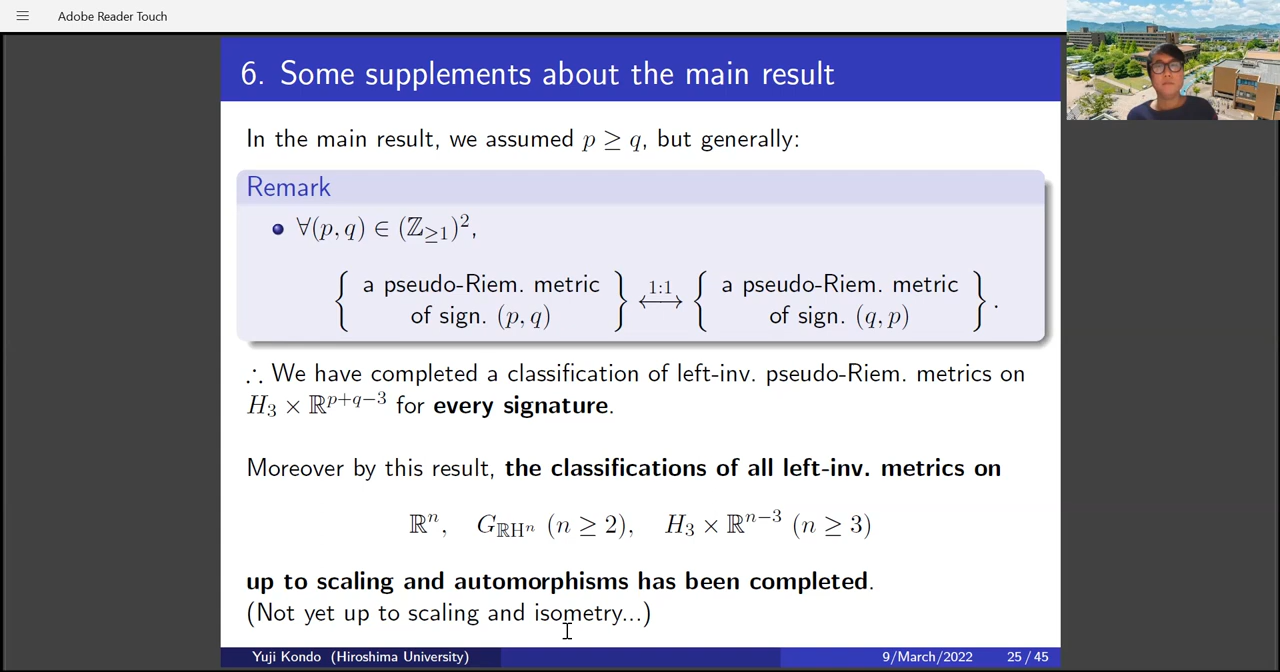 Adobe Reader Touch
6. Some supplements about the main result
In the main result, we assumed p ≥ q, but generally:
Remark
∀(p, q) ∈ (ℤ≥1)²,
{ a pseudo-Riem. metric of sign. (p, q) } ⟷ 1:1 { a pseudo-Riem. metric of sign. (q, p) }.
∴ We have completed a classification of left-inv. pseudo-Riem. metrics on
H₃ × ℝ^{p+q−3} for every signature.
Moreover by this result, the classifications of all left-inv. metrics on
ℝⁿ, G_{ℝHⁿ} (n ≥ 2), H₃ × ℝ^{n−3} (n ≥ 3)
up to scaling and automorphisms has been completed.
(Not yet up to scaling and isometry...)
Yuji Kondo (Hiroshima University) 9/March/2022 25 / 45